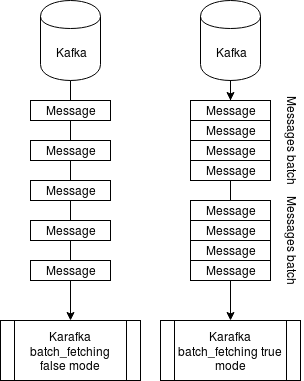 Kafka
Message
Message
Message
Message
Message
Karafka
batch_fetching
false mode
Kafka
Message
Message
Message
Message
Messages batch
Message
Message
Message
Message
Messages batch
Karafka
batch_fetching true
mode